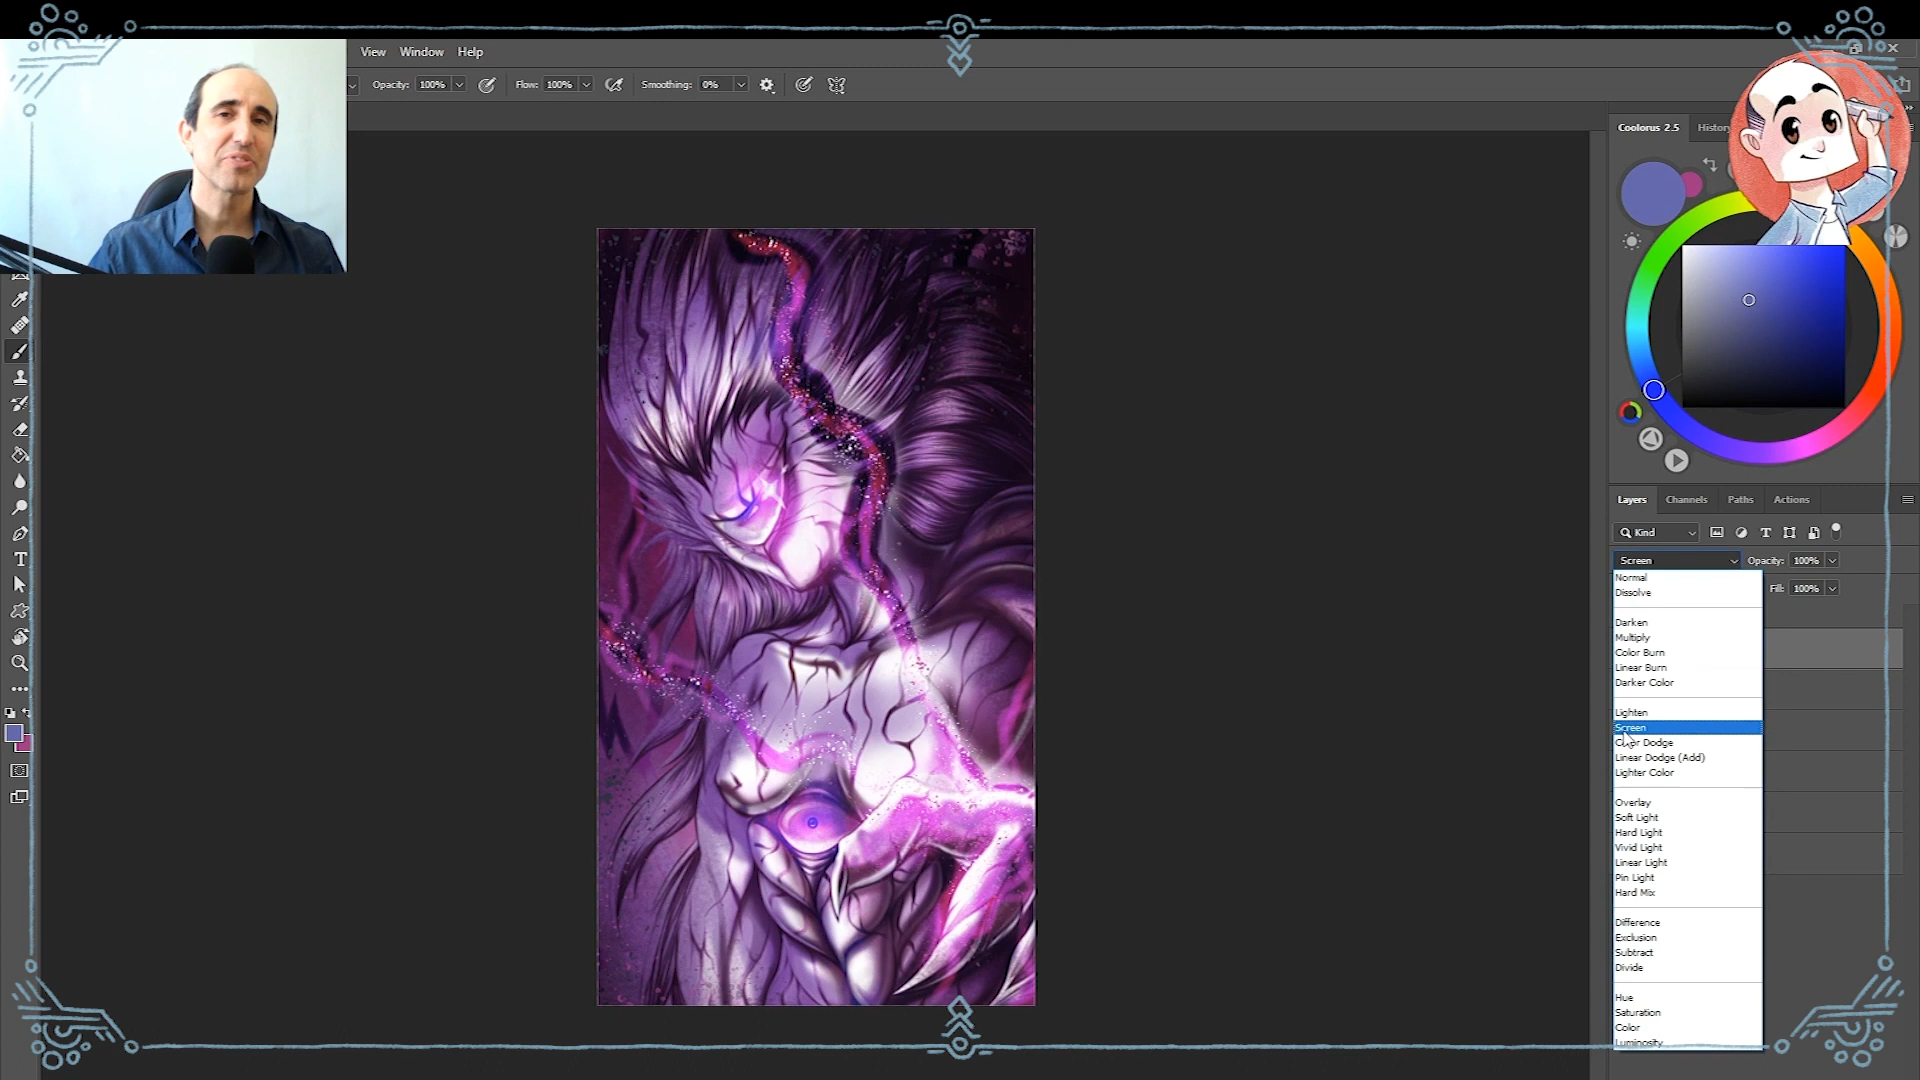 View Window Help
Opacity: 100% Flow: 100% Smoothing: 0%
Coolorus 2.5 History
Layers Channels Paths Actions
Kind
Screen Opacity: 100%
Fill: 100%
Normal
Dissolve
Darken
Multiply
Color Burn
Linear Burn
Darker Color
Lighten
Screen
Color Dodge
Linear Dodge (Add)
Lighter Color
Overlay
Soft Light
Hard Light
Vivid Light
Linear Light
Pin Light
Hard Mix
Difference
Exclusion
Subtract
Divide
Hue
Saturation
Color
Luminosity